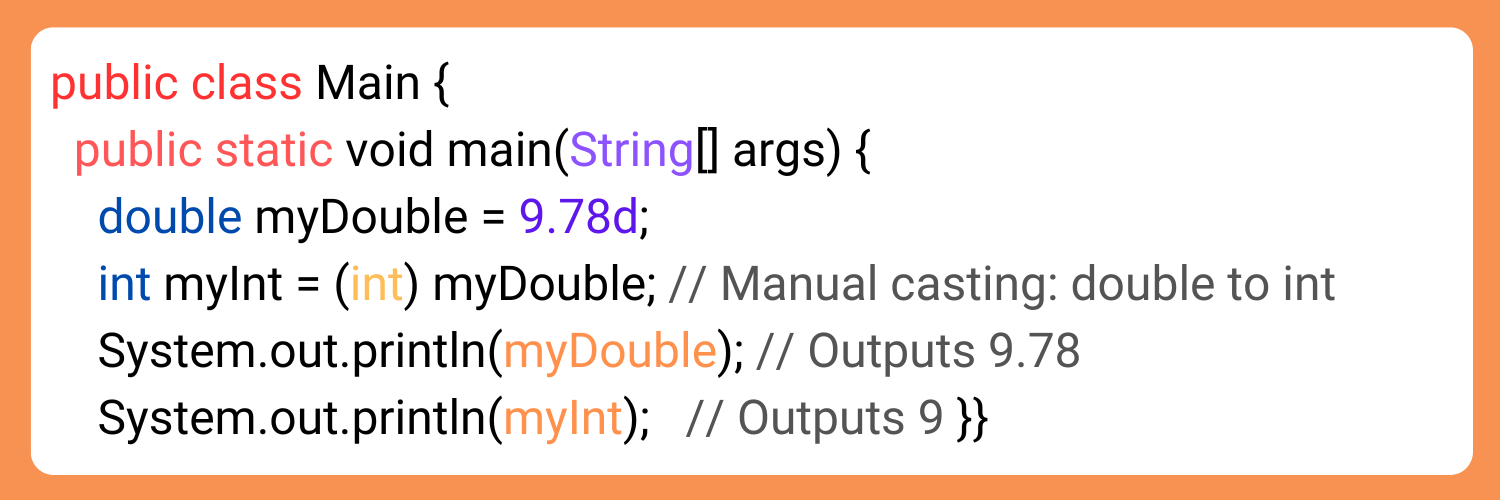 public class Main {
public static void main(String[] args) {
double myDouble = 9.78d;
int myInt = (int) myDouble; // Manual casting: double to int
System.out.println(myDouble); // Outputs 9.78
System.out.println(myInt); // Outputs 9 }}